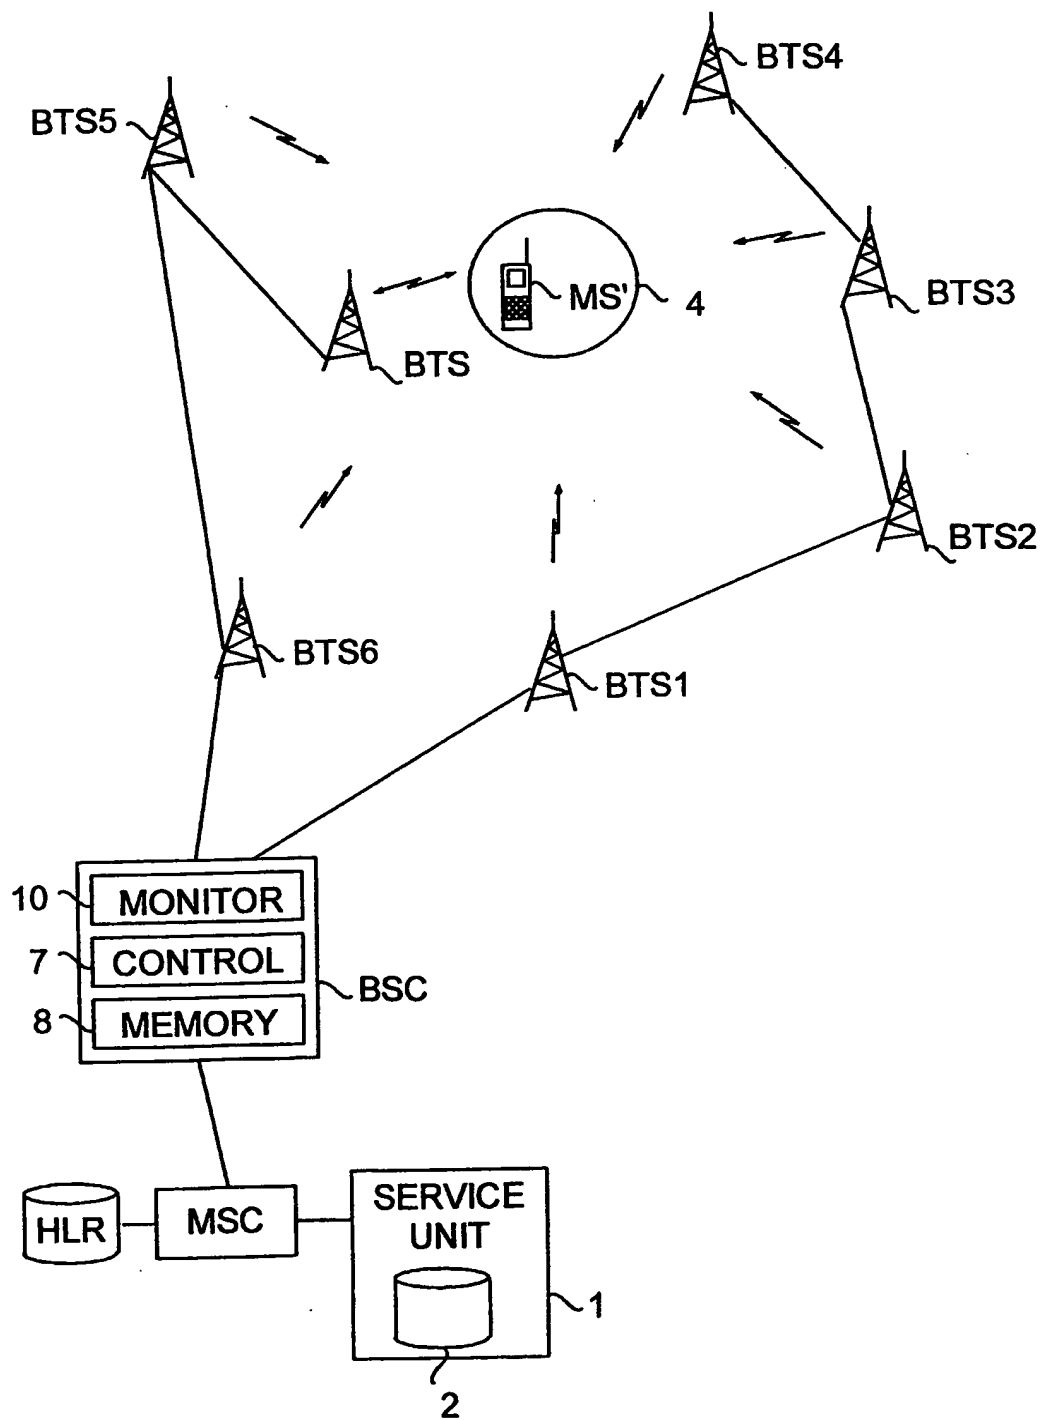 BTS4
BTS5
MS'
4
BTS3
BTS
BTS2
BTS6
BTS1
10
MONITOR
7
CONTROL
BSC
8
MEMORY
HLR
MSC
SERVICE
UNIT
1
2